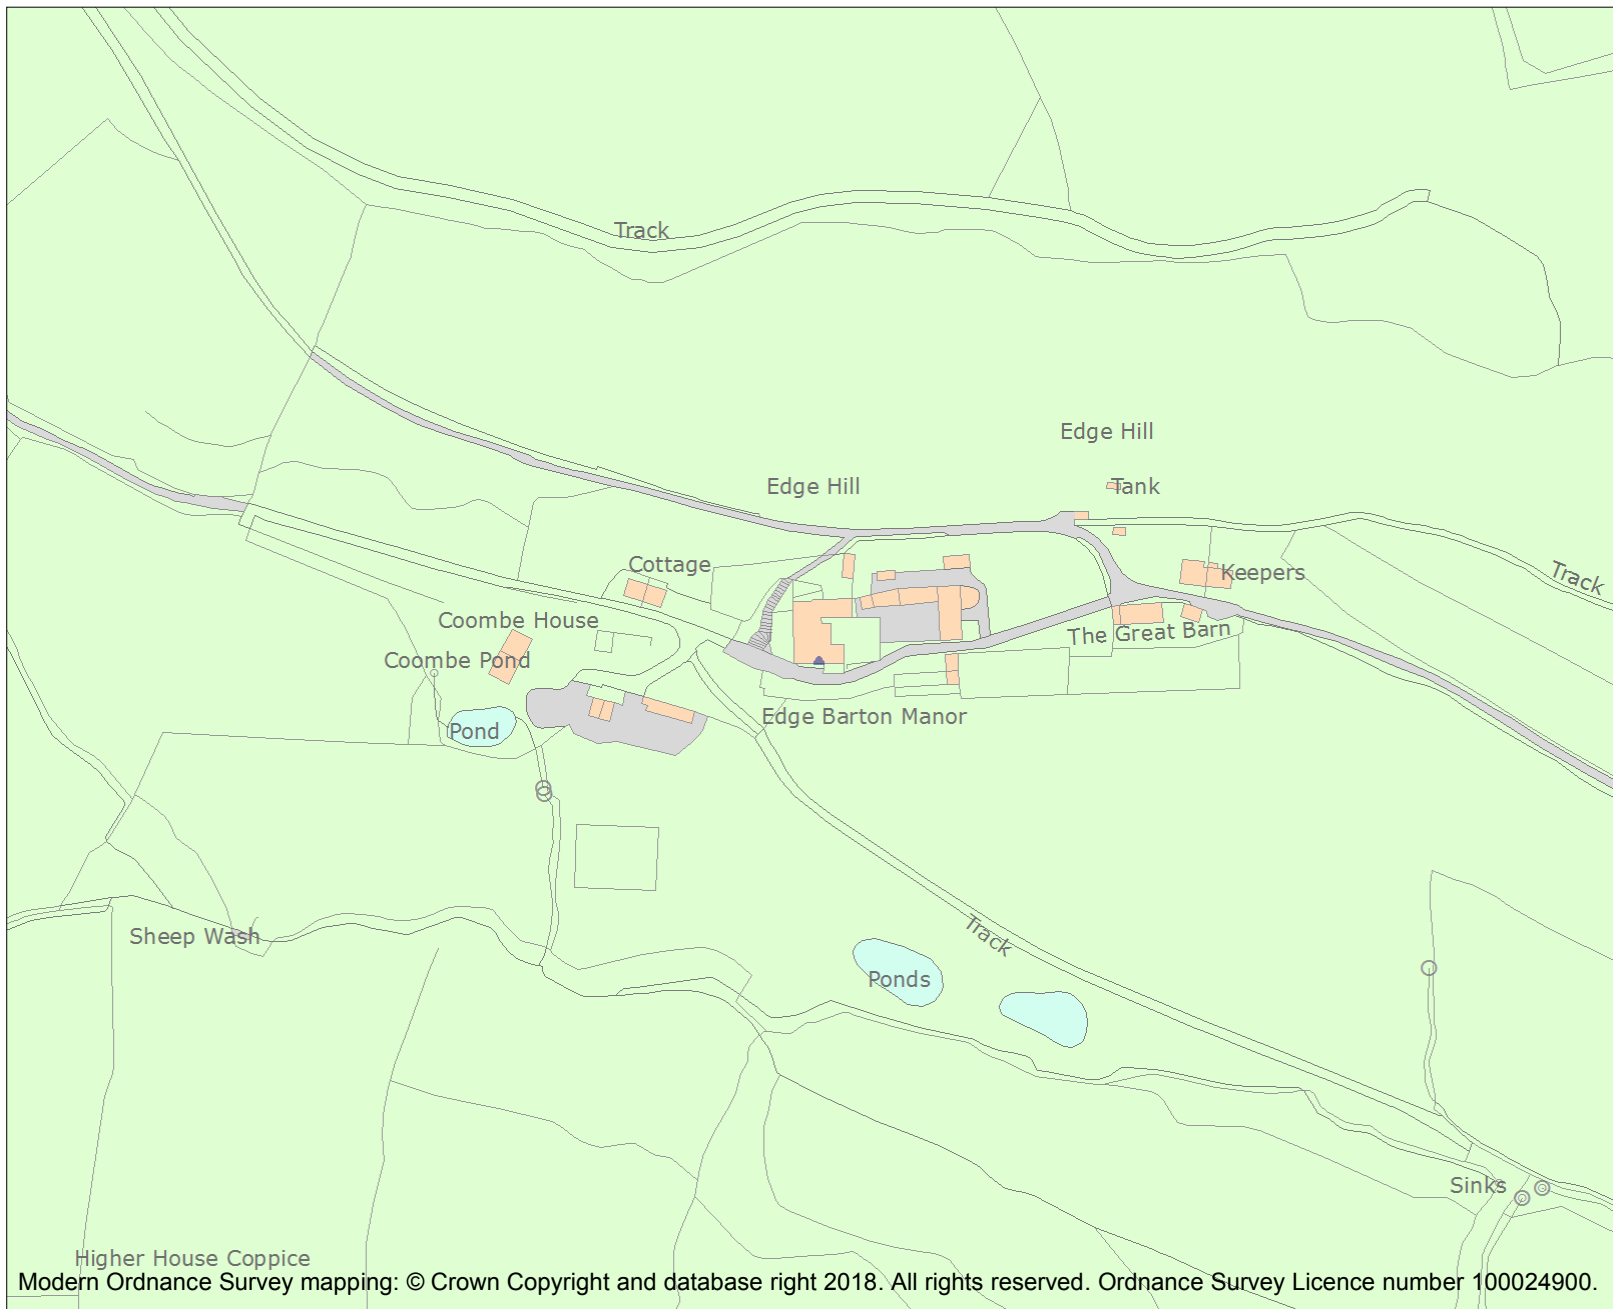 Track
Edge Hill
Edge Hill
Tank
Cottage
Keepers
Track
Coombe House
The Great Barn
Coombe Pond
Edge Barton Manor
Pond
Sheep Wash
Track
Ponds
Sinks
Higher House Coppice
Modern Ordnance Survey mapping: © Crown Copyright and database right 2018. All rights reserved. Ordnance Survey Licence number 100024900.